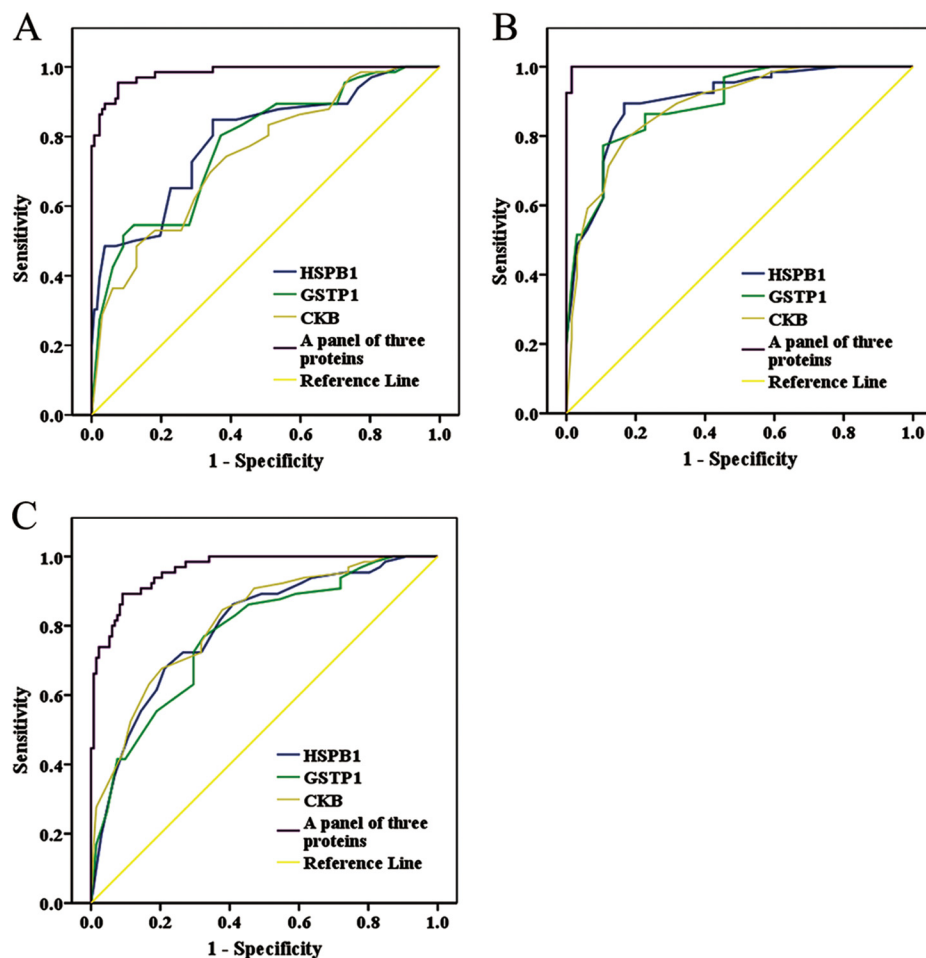 A
1.0
0.8
0.6
0.4
0.2
0.0
Sensitivity
HSPB1
GSTP1
CKB
A panel of three
proteins
Reference Line
0.0 0.2 0.4 0.6 0.8 1.0
1 - Specificity
B
1.0
0.8
0.6
0.4
0.2
0.0
Sensitivity
HSPB1
GSTP1
CKB
A panel of three
proteins
Reference Line
0.0 0.2 0.4 0.6 0.8 1.0
1 - Specificity
C
1.0
0.8
0.6
0.4
0.2
0.0
Sensitivity
HSPB1
GSTP1
CKB
A panel of three
proteins
Reference Line
0.0 0.2 0.4 0.6 0.8 1.0
1 - Specificity